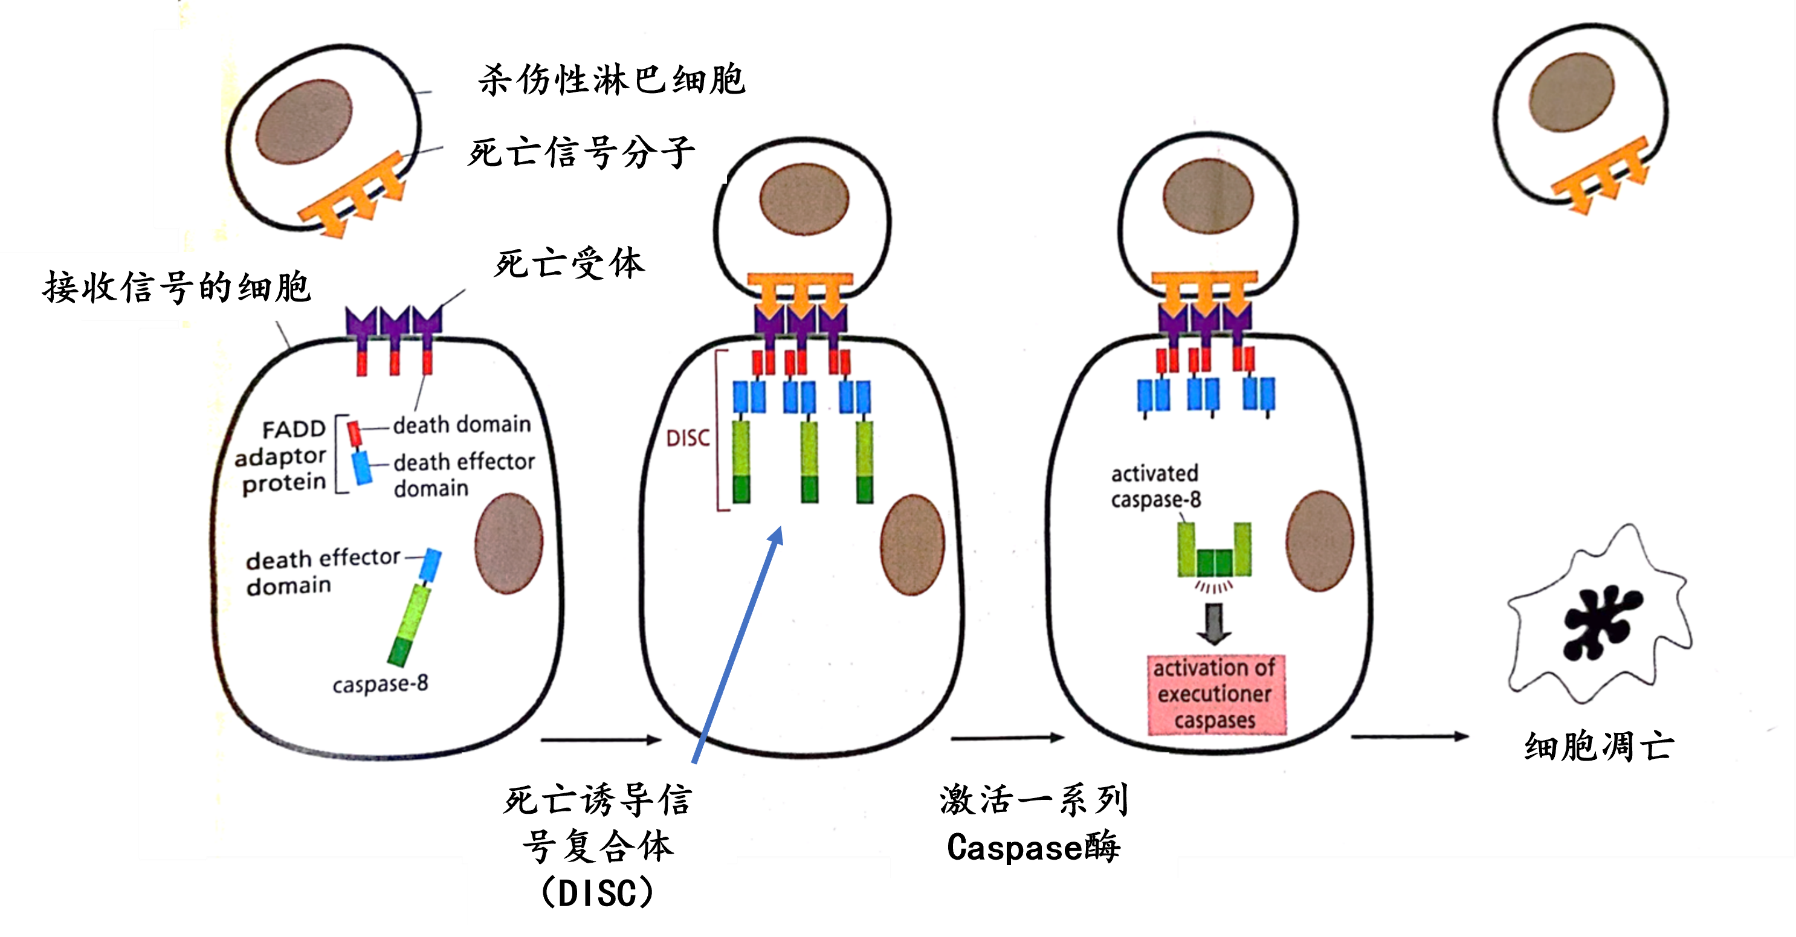 杀伤性淋巴细胞
死亡信号分子
死亡受体
接收信号的细胞
FADD
adaptor
protein
death domain
death effector
domain
death effector
domain
caspase-8
DISC
activated
caspase-8
activation of
executioner
caspases
死亡诱导信
号复合体
（DISC）
激活一系列
Caspase酶
细胞凋亡